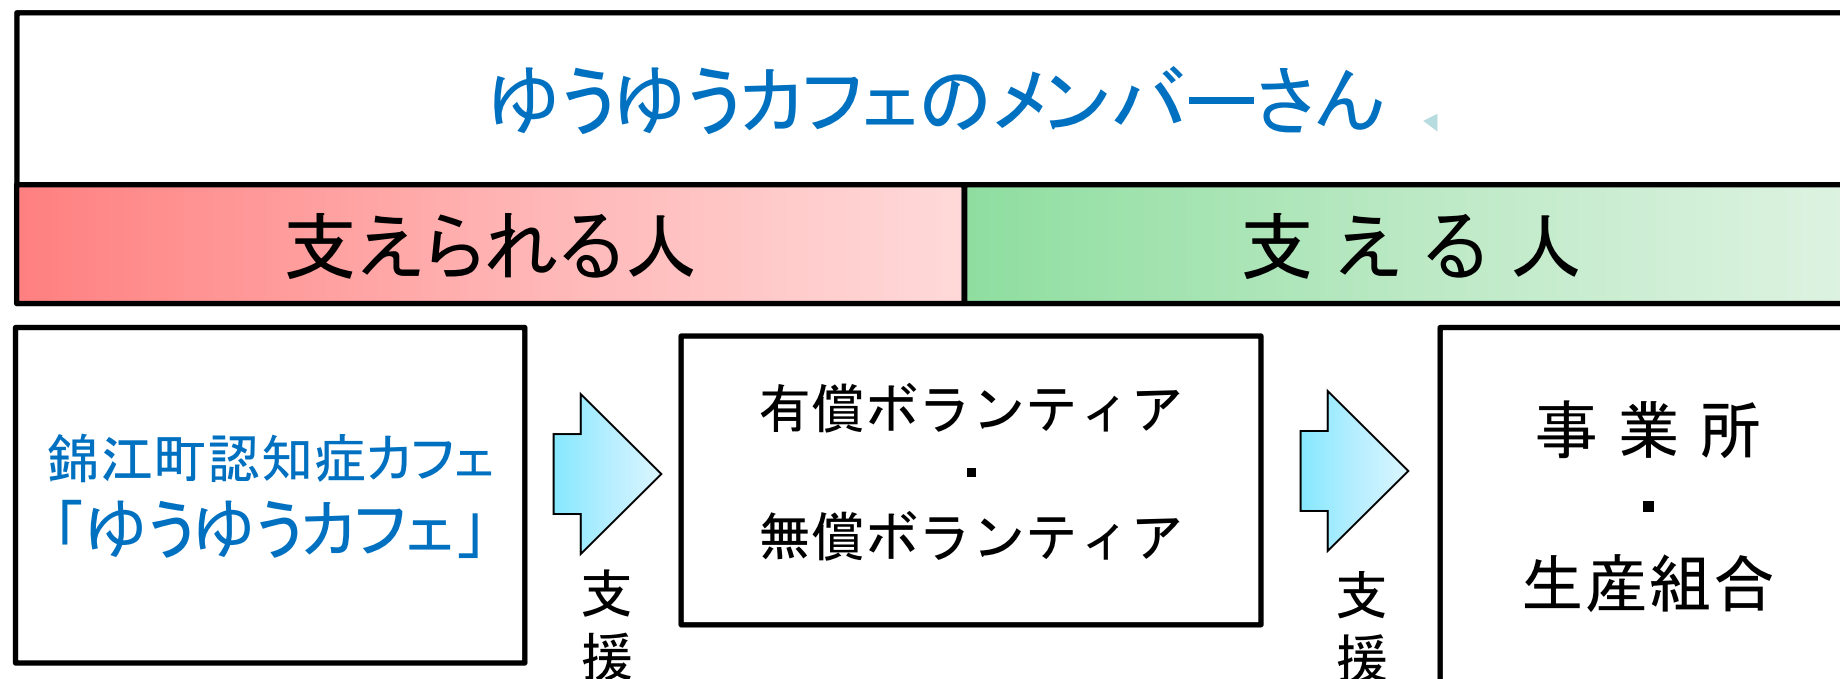 ゆうゆうカフェのメンバーさん
支えられる人
支える人
錦江町認知症カフェ
「ゆうゆうカフェ」
支援
有償ボランティア
・
無償ボランティア
支援
事業所
・
生産組合